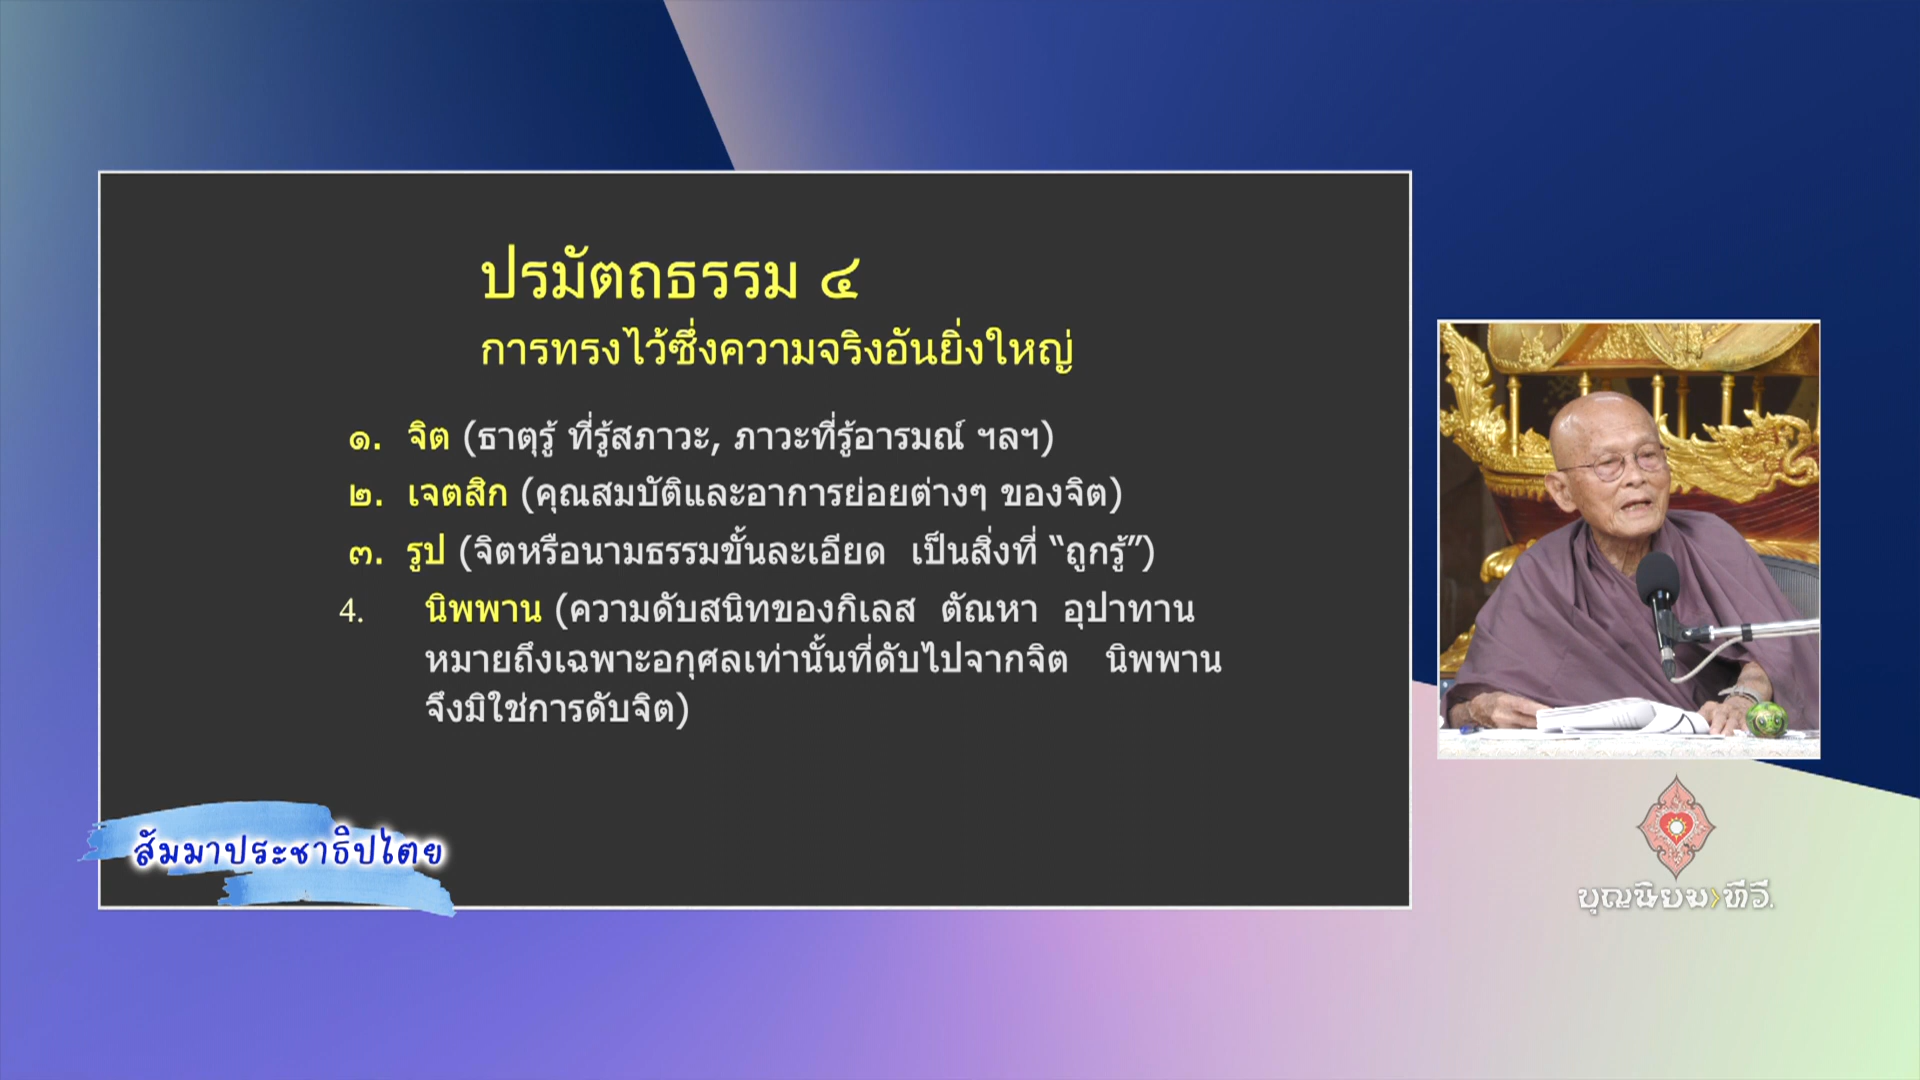 ปรมัตถธรรม ๔
การทรงไว้ซึ่งความจริงอันยิ่งใหญ่
๑. จิต (ธาตุรู้ ที่รู้สภาวะ, ภาวะที่รู้อารมณ์ ฯลฯ)
๒. เจตสิก (คุณสมบัติและอาการย่อยต่างๆ ของจิต)
๓. รูป (จิตหรือนามธรรมขั้นละเอียด เป็นสิ่งที่ “ถูกรู้”)
4. นิพพาน (ความดับสนิทของกิเลส ตัณหา อุปาทาน
หมายถึงเฉพาะอกุศลเท่านั้นที่ดับไปจากจิต นิพพาน
จึงมิใช่การดับจิต)
สัมมาประชาธิปไตย
บุญนิยมทีวี.